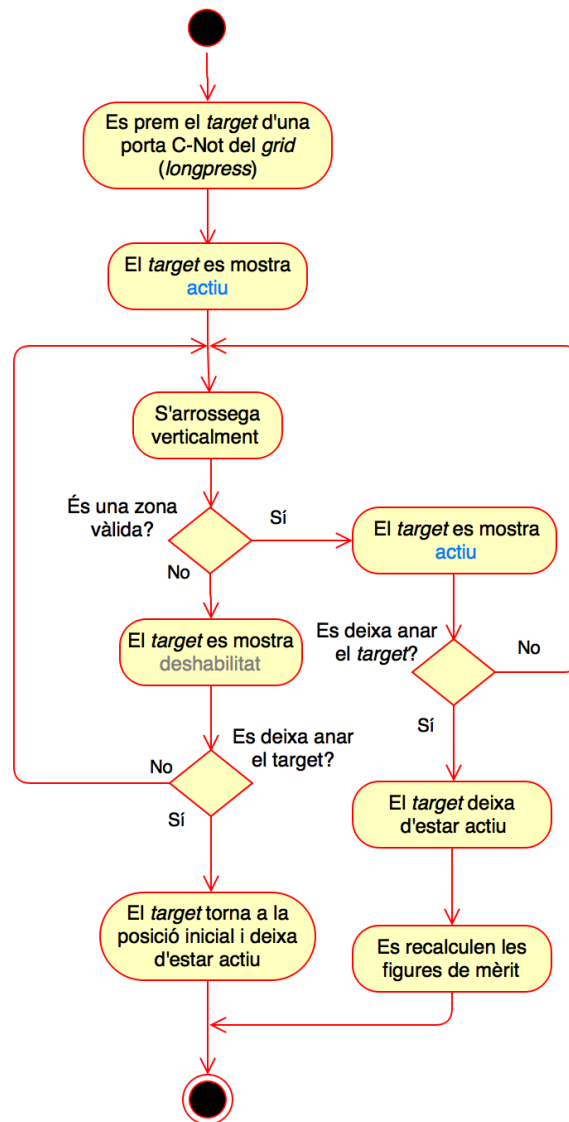 Es prem el target d'una
porta C-Not del grid
(longpress)
El target es mostra
actiu
S'arrossega
verticalment
És una zona
vàlida?
Sí
No
El target es mostra
actiu
El target es mostra
deshabilitat
Es deixa anar
el target?
No
Sí
Es deixa anar
el target?
No
Sí
El target deixa
d'estar actiu
El target torna a la
posició inicial i deixa
d'estar actiu
Es recalculen les
figures de mèrit